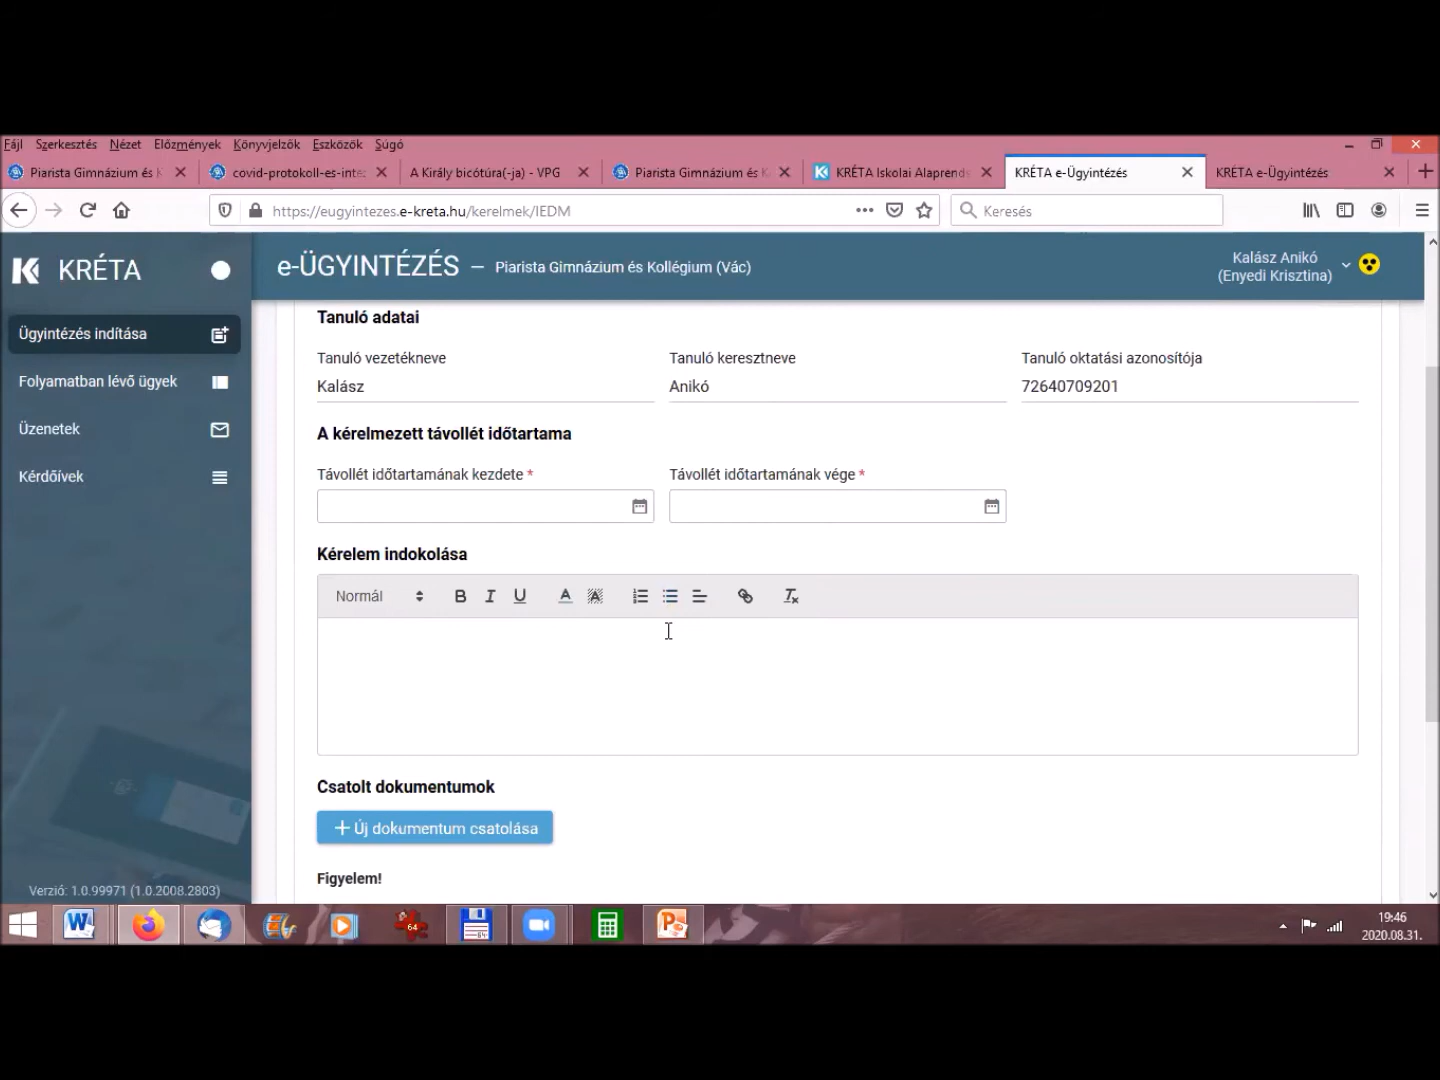 Fájl Szerkesztés Nézet Előzmények Könyvjelzők Eszközök Súgó
Piarista Gimnázium és K
covid-protokoll-es-inte
A Király bicótúra(-ja) - VPG
Piarista Gimnázium és K
KRÉTA Iskolai Alaprends
KRÉTA e-Ügyintézés
KRÉTA e-Ügyintézés
https://eugyintezes.e-kreta.hu/kerelmek/IEDM
Keresés
KRÉTA
e-ÜGYINTÉZÉS — Piarista Gimnázium és Kollégium (Vác)
Kalász Anikó
(Enyedi Krisztina)
Ügyintézés indítása
Folyamatban lévő ügyek
Üzenetek
Kérdőívek
Verzió: 1.0.99971 (1.0.2008.2803)
Tanuló adatai
Tanuló vezetékneve Tanuló keresztneve Tanuló oktatási azonosítója
Kalász Anikó 72640709201
A kérelmezett távollét időtartama
Távollét időtartamának kezdete * Távollét időtartamának vége *
Kérelem indokolása
Normál
Csatolt dokumentumok
+ Új dokumentum csatolása
Figyelem!
64
19:46
2020.08.31.